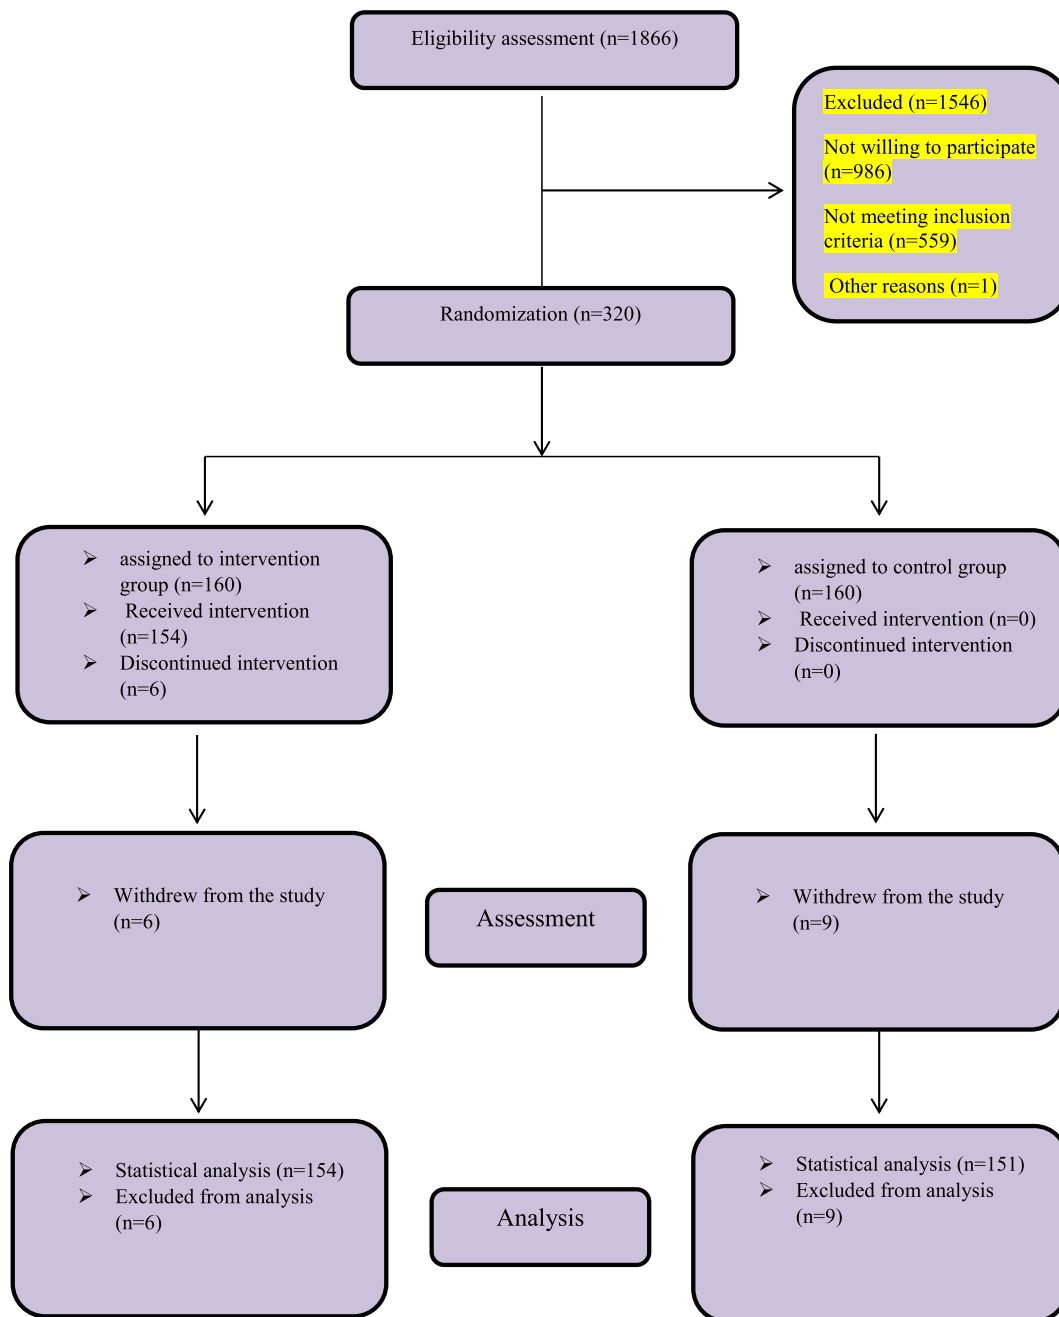 Eligibility assessment (n=1866)
Excluded (n=1546)
Not willing to participate
(n=986)
Not meeting inclusion
criteria (n=559)
Other reasons (n=1)
Randomization (n=320)
➢ assigned to intervention
group (n=160)
➢ Received intervention
(n=154)
➢ Discontinued intervention
(n=6)
➢ assigned to control group
(n=160)
➢ Received intervention (n=0)
➢ Discontinued intervention
(n=0)
➢ Withdrew from the study
(n=6)
Assessment
➢ Withdrew from the study
(n=9)
➢ Statistical analysis (n=154)
➢ Excluded from analysis
(n=6)
Analysis
➢ Statistical analysis (n=151)
➢ Excluded from analysis
(n=9)